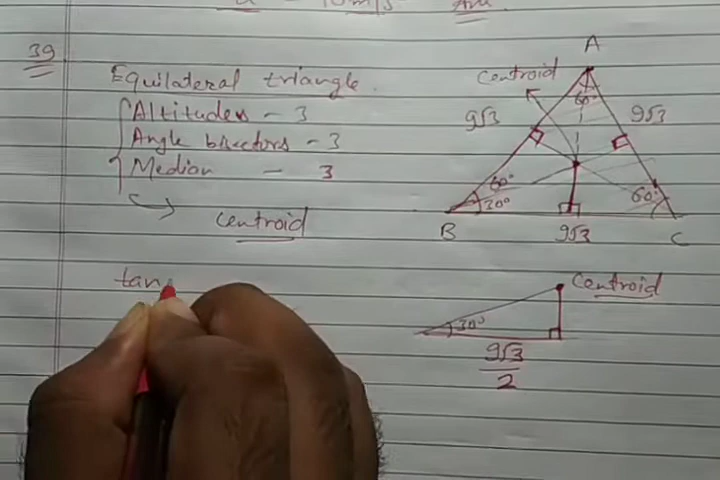 39
Equilateral triangle.
Altitudes - 3
Angle bisectors - 3
Median - 3
centroid
A
Centroid
60°
9√3
9√3
60°
30°
60°
B
9√3
C
tan
Centroid
30°
9√3
2